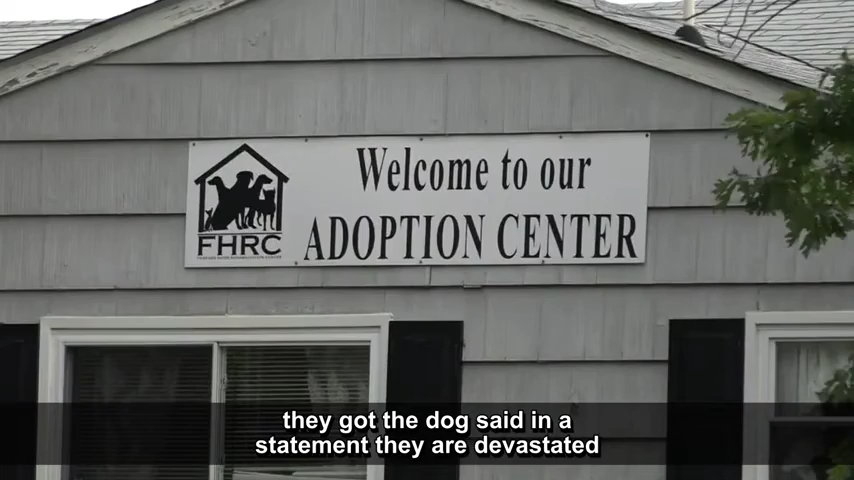 Welcome to our
ADOPTION CENTER
FHRC
they got the dog said in a
statement they are devastated